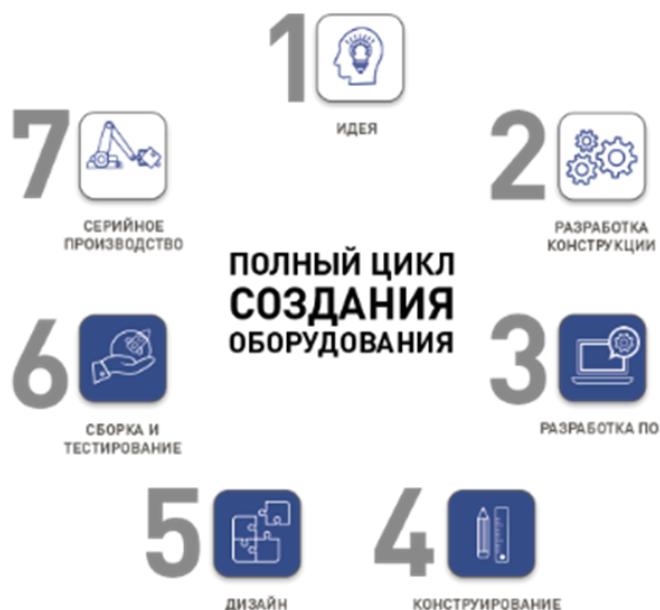 1
ИДЕЯ
2
РАЗРАБОТКА
КОНСТРУКЦИИ
3
РАЗРАБОТКА ПО
4
КОНСТРУИРОВАНИЕ
5
ДИЗАЙН
6
СБОРКА И
ТЕСТИРОВАНИЕ
7
СЕРИЙНОЕ
ПРОИЗВОДСТВО
ПОЛНЫЙ ЦИКЛ
СОЗДАНИЯ
ОБОРУДОВАНИЯ